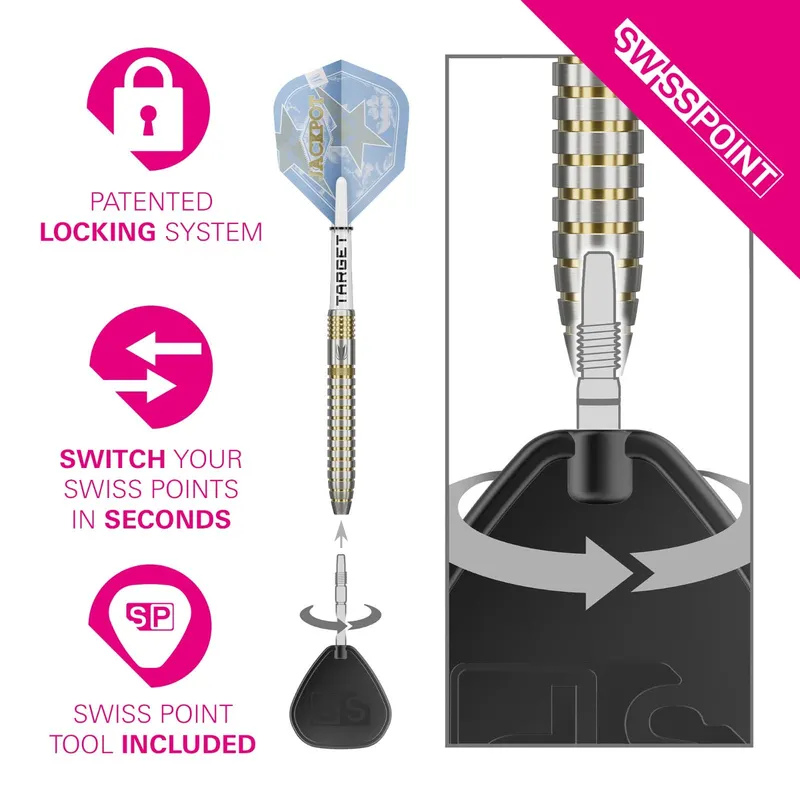 SWISSPOINT
PATENTED
LOCKING SYSTEM
JACKPOT
TARGET
SWITCH YOUR
SWISS POINTS
IN SECONDS
SP
SWISS POINT
TOOL INCLUDED